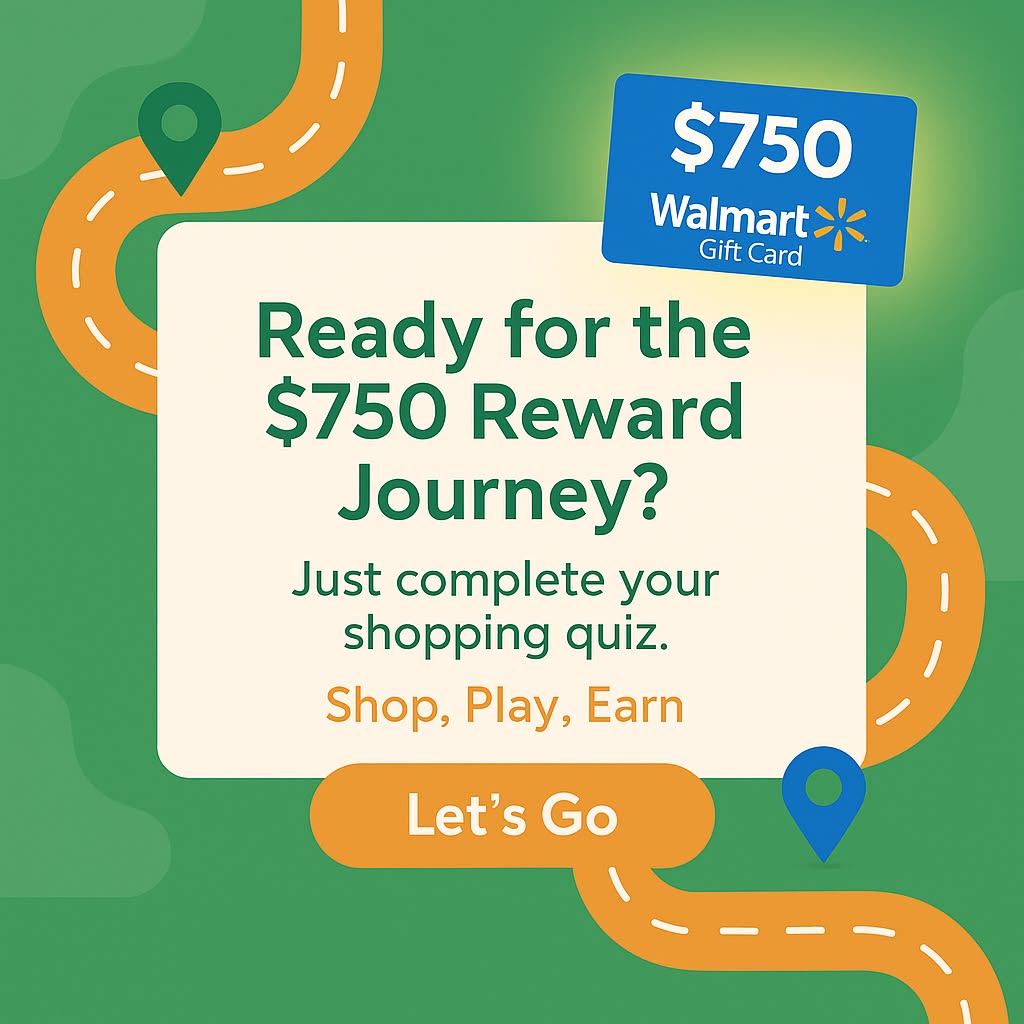 $750
Walmart
Gift Card
Ready for the
$750 Reward
Journey?
Just complete your
shopping quiz.
Shop, Play, Earn
Let’s Go